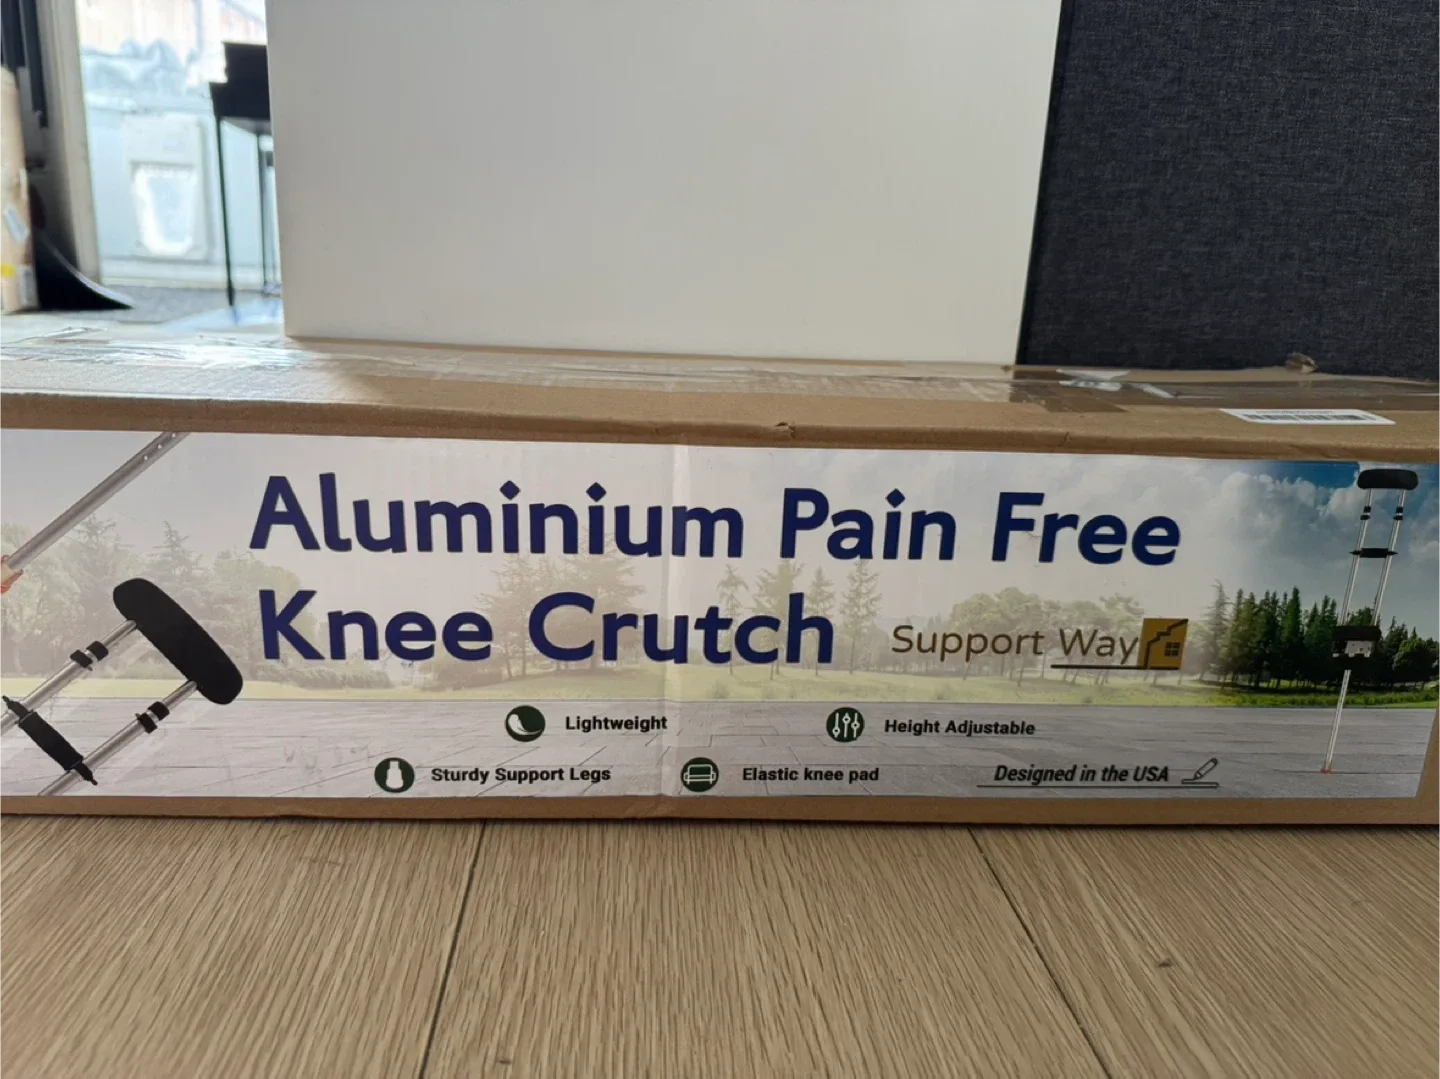 Aluminium Pain Free
Knee Crutch
Support Way
Lightweight
Height Adjustable
Sturdy Support Legs
Elastic knee pad
Designed in the USA